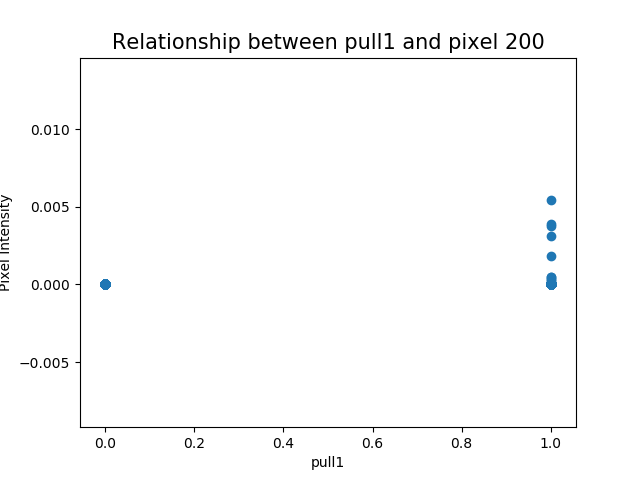 Relationship between pull1 and pixel 200
Pixel Intensity
0.010
0.005
0.000
−0.005
0.0 0.2 0.4 0.6 0.8 1.0
pull1